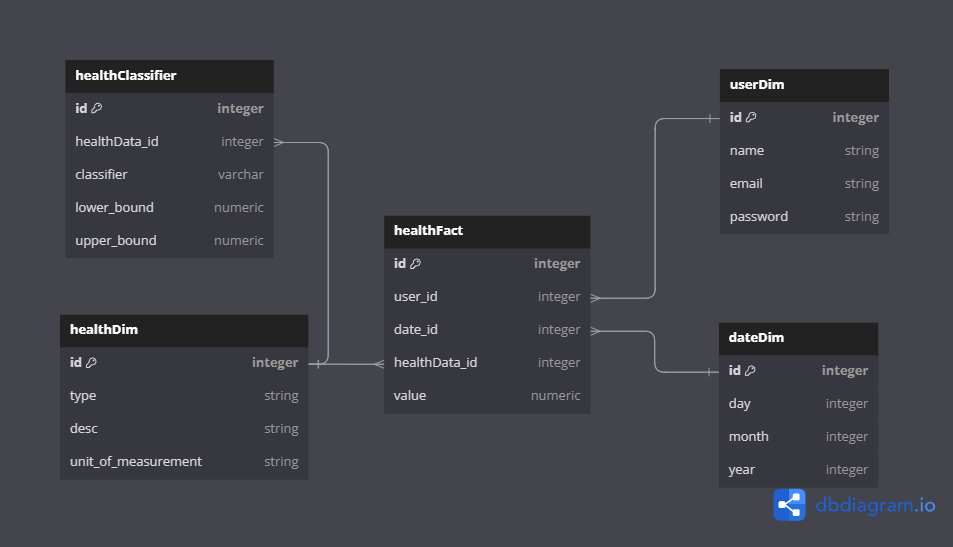 healthClassifier
id integer
healthData_id integer
classifier varchar
lower_bound numeric
upper_bound numeric
userDim
id integer
name string
email string
password string
healthFact
id integer
user_id integer
date_id integer
healthData_id integer
value numeric
healthDim
id integer
type string
desc string
unit_of_measurement string
dateDim
id integer
day integer
month integer
year integer
dbdiagram.io